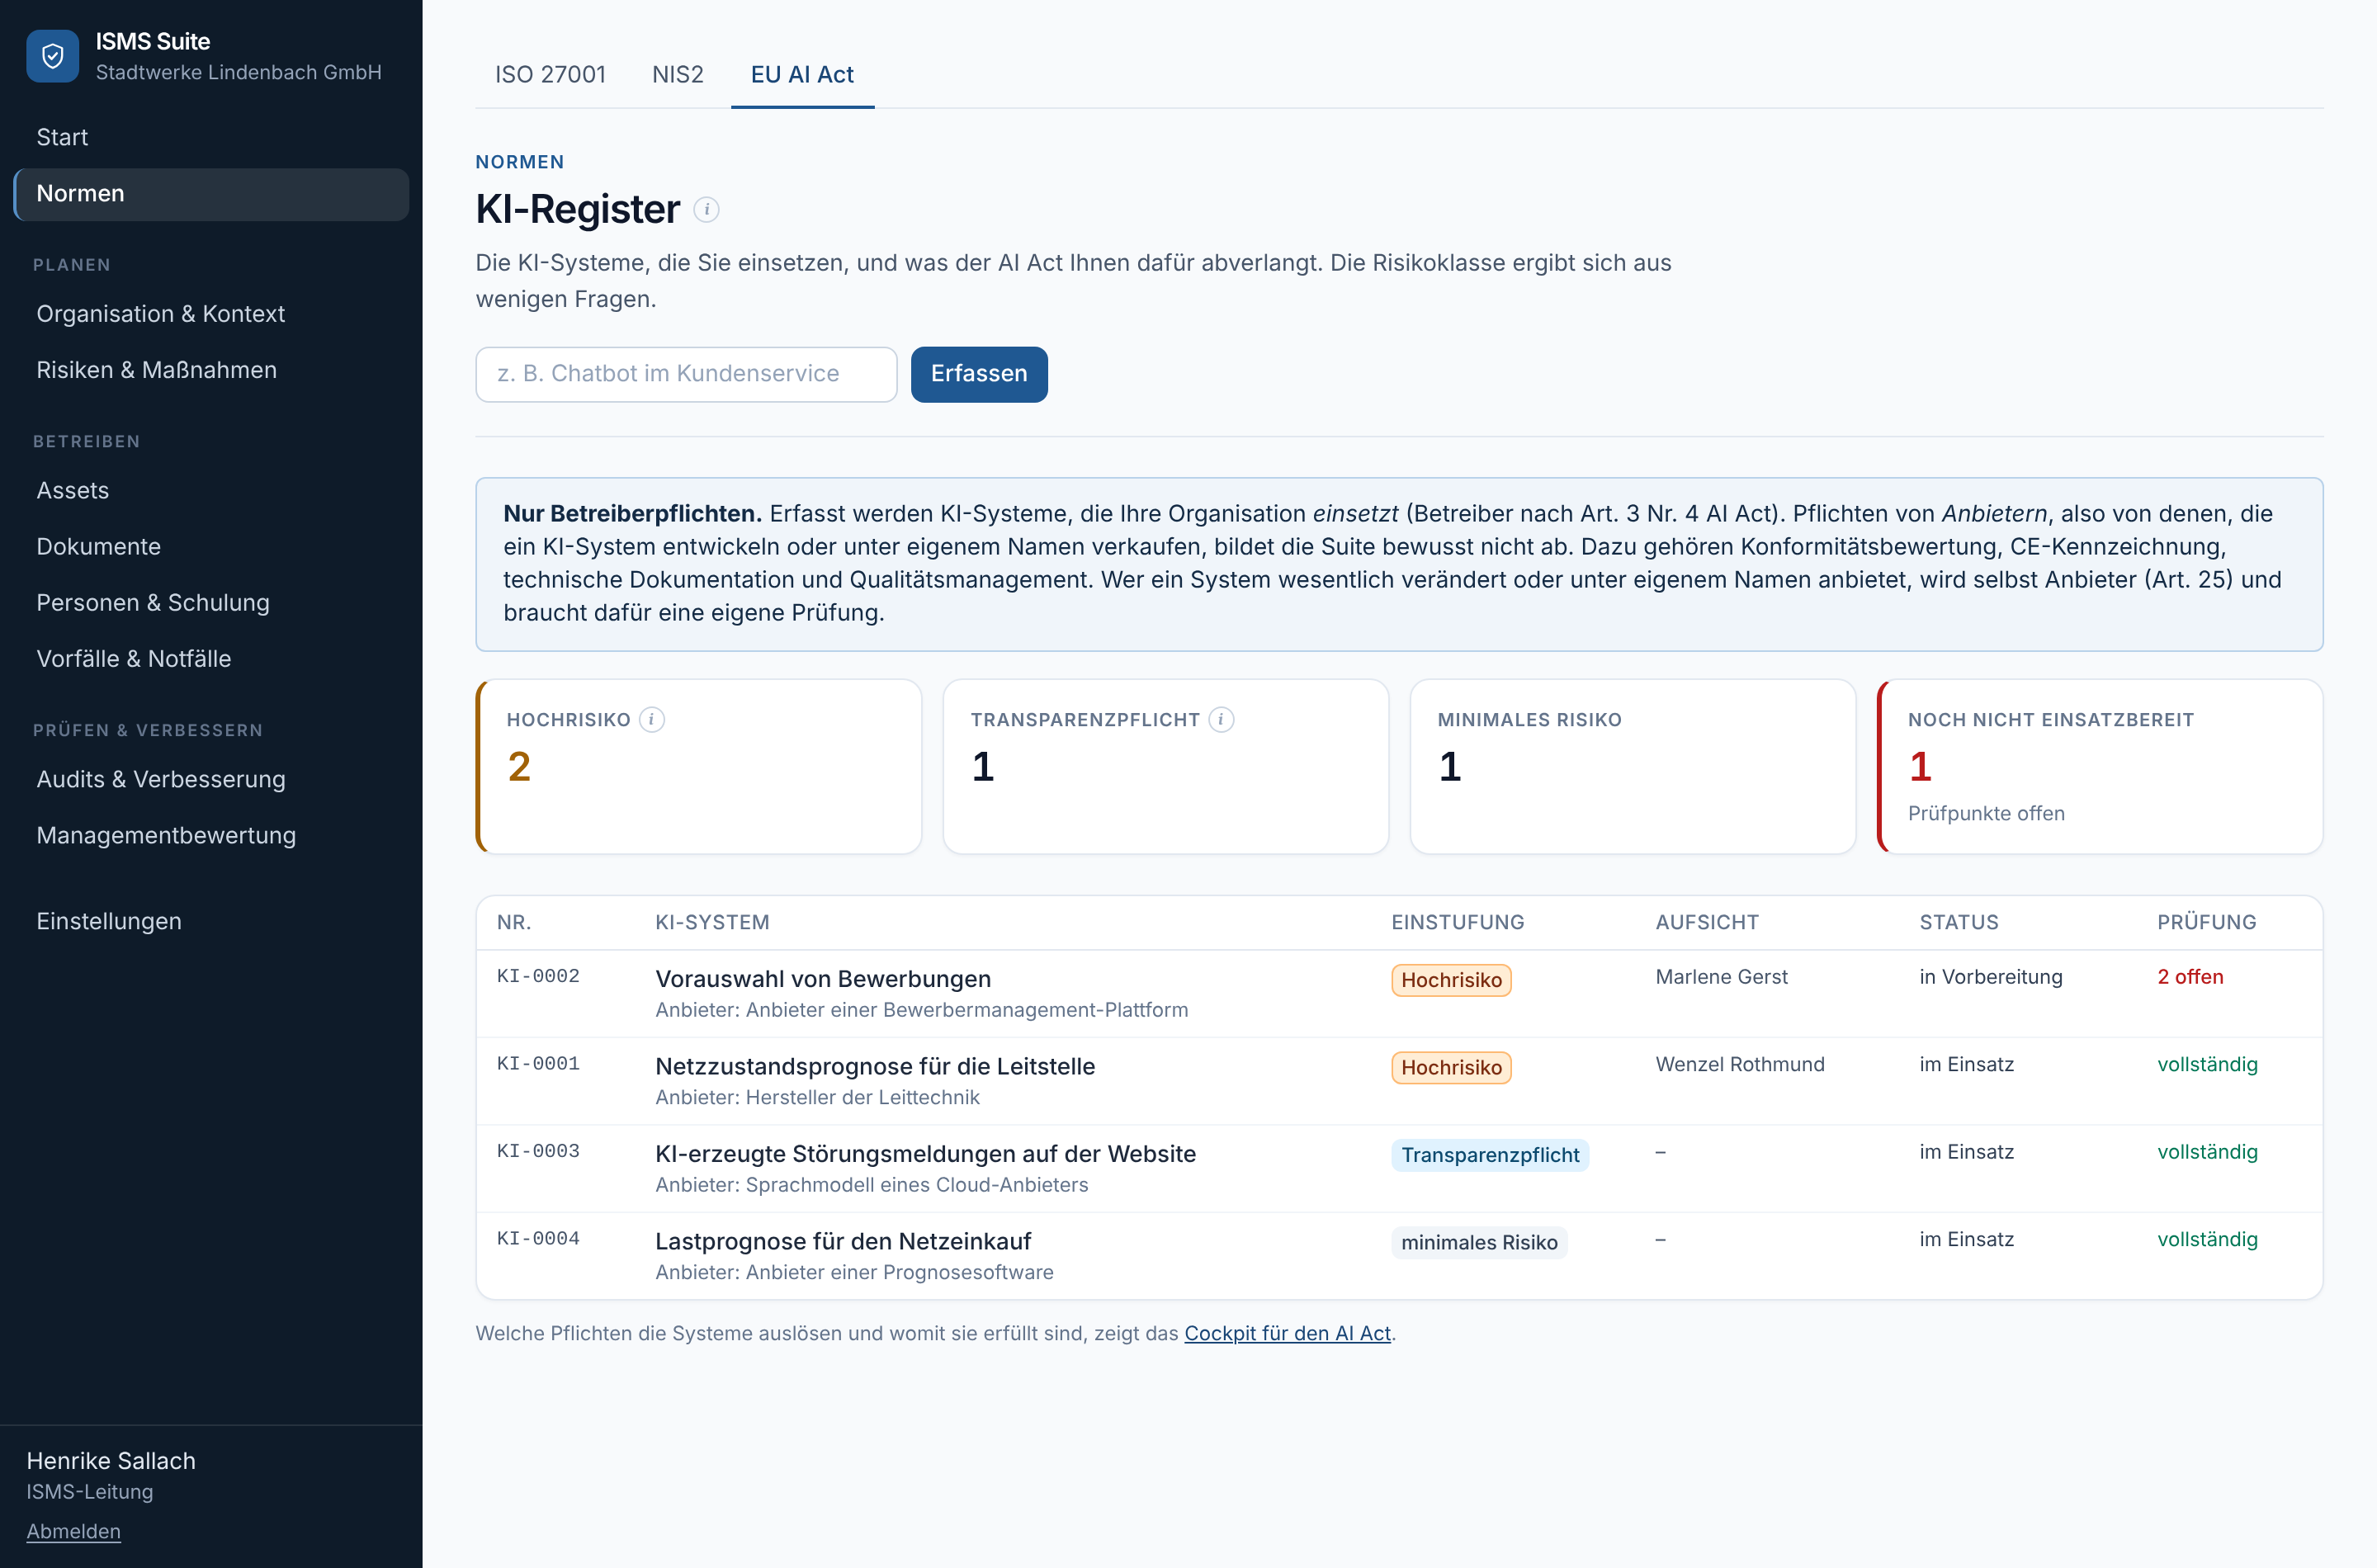 ISMS Suite
Stadtwerke Lindenbach GmbH
Start
Normen
PLANEN
Organisation & Kontext
Risiken & Maßnahmen
BETREIBEN
Assets
Dokumente
Personen & Schulung
Vorfälle & Notfälle
PRÜFEN & VERBESSERN
Audits & Verbesserung
Managementbewertung
Einstellungen
Henrike Sallach
ISMS-Leitung
Abmelden
ISO 27001 NIS2 EU AI Act
NORMEN
KI-Register i
Die KI-Systeme, die Sie einsetzen, und was der AI Act Ihnen dafür abverlangt. Die Risikoklasse ergibt sich aus
wenigen Fragen.
z. B. Chatbot im Kundenservice Erfassen
Nur Betreiberpflichten. Erfasst werden KI-Systeme, die Ihre Organisation einsetzt (Betreiber nach Art. 3 Nr. 4 AI Act). Pflichten von Anbietern, also von denen, die
ein KI-System entwickeln oder unter eigenem Namen verkaufen, bildet die Suite bewusst nicht ab. Dazu gehören Konformitätsbewertung, CE-Kennzeichnung,
technische Dokumentation und Qualitätsmanagement. Wer ein System wesentlich verändert oder unter eigenem Namen anbietet, wird selbst Anbieter (Art. 25) und
braucht dafür eine eigene Prüfung.
HOCHRISIKO i
2
TRANSPARENZPFLICHT i
1
MINIMALES RISIKO
1
NOCH NICHT EINSATZBEREIT
1
Prüfpunkte offen
NR. KI-SYSTEM EINSTUFUNG AUFSICHT STATUS PRÜFUNG
KI-0002 Vorauswahl von Bewerbungen Hochrisiko Marlene Gerst in Vorbereitung 2 offen
Anbieter: Anbieter einer Bewerbermanagement-Plattform
KI-0001 Netzzustandsprognose für die Leitstelle Hochrisiko Wenzel Rothmund im Einsatz vollständig
Anbieter: Hersteller der Leittechnik
KI-0003 KI-erzeugte Störungsmeldungen auf der Website Transparenzpflicht – im Einsatz vollständig
Anbieter: Sprachmodell eines Cloud-Anbieters
KI-0004 Lastprognose für den Netzeinkauf minimales Risiko – im Einsatz vollständig
Anbieter: Anbieter einer Prognosesoftware
Welche Pflichten die Systeme auslösen und womit sie erfüllt sind, zeigt das Cockpit für den AI Act.